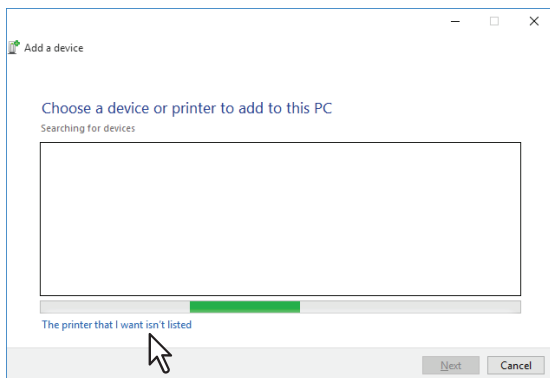 Add a device
Choose a device or printer to add to this PC
Searching for devices
The printer that I want isn't listed
Next Cancel